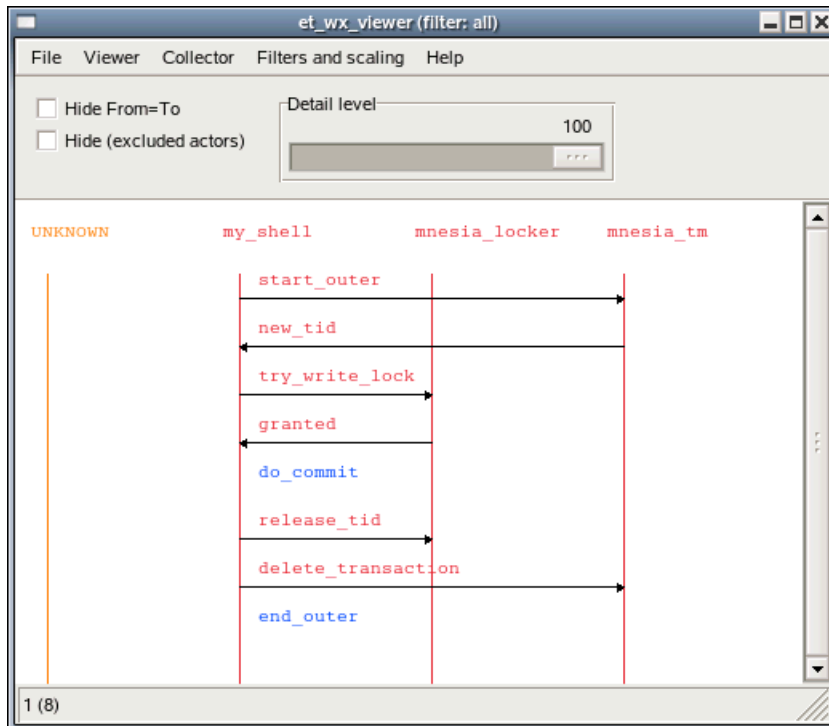 et_wx_viewer (filter: all)
File Viewer Collector Filters and scaling Help
Hide From=To
Hide (excluded actors)
Detail level
100
UNKNOWN my_shell mnesia_locker mnesia_tm
start_outer
new_tid
try_write_lock
granted
do_commit
release_tid
delete_transaction
end_outer
1 (8)